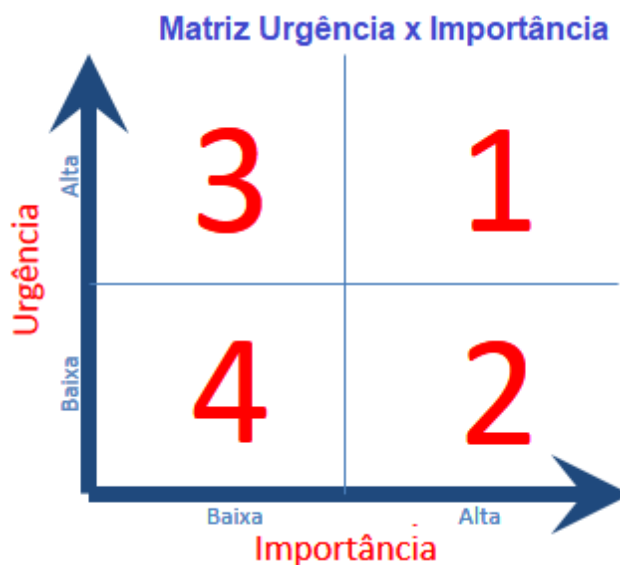 Matriz Urgência x Importância
Alta
3 1
Urgência
Baixa
4 2
Baixa Alta
Importância